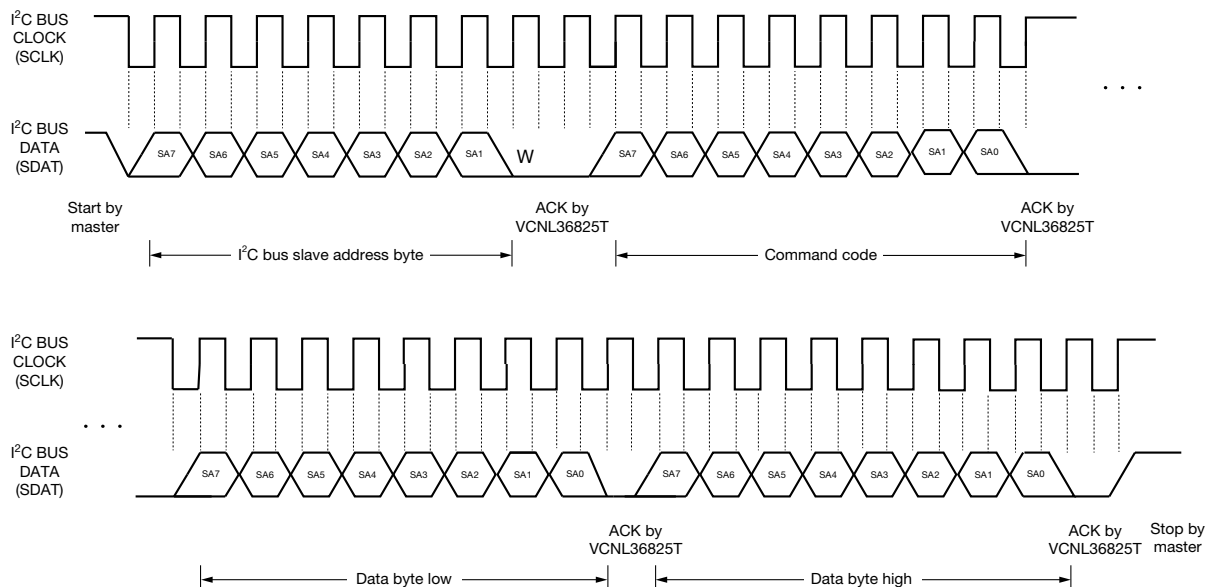 I²C BUS
CLOCK
(SCLK)
. . .
I²C BUS
DATA
(SDAT)
SA7 SA6 SA5 SA4 SA3 SA2 SA1 W SA7 SA6 SA5 SA4 SA3 SA2 SA1 SA0
Start by
master
ACK by
VCNL36825T
ACK by
VCNL36825T
I²C bus slave address byte
Command code
I²C BUS
CLOCK
(SCLK)
. . .
I²C BUS
DATA
(SDAT)
SA7 SA6 SA5 SA4 SA3 SA2 SA1 SA0 SA7 SA6 SA5 SA4 SA3 SA2 SA1 SA0
ACK by
VCNL36825T
ACK by
VCNL36825T
Stop by
master
Data byte low
Data byte high